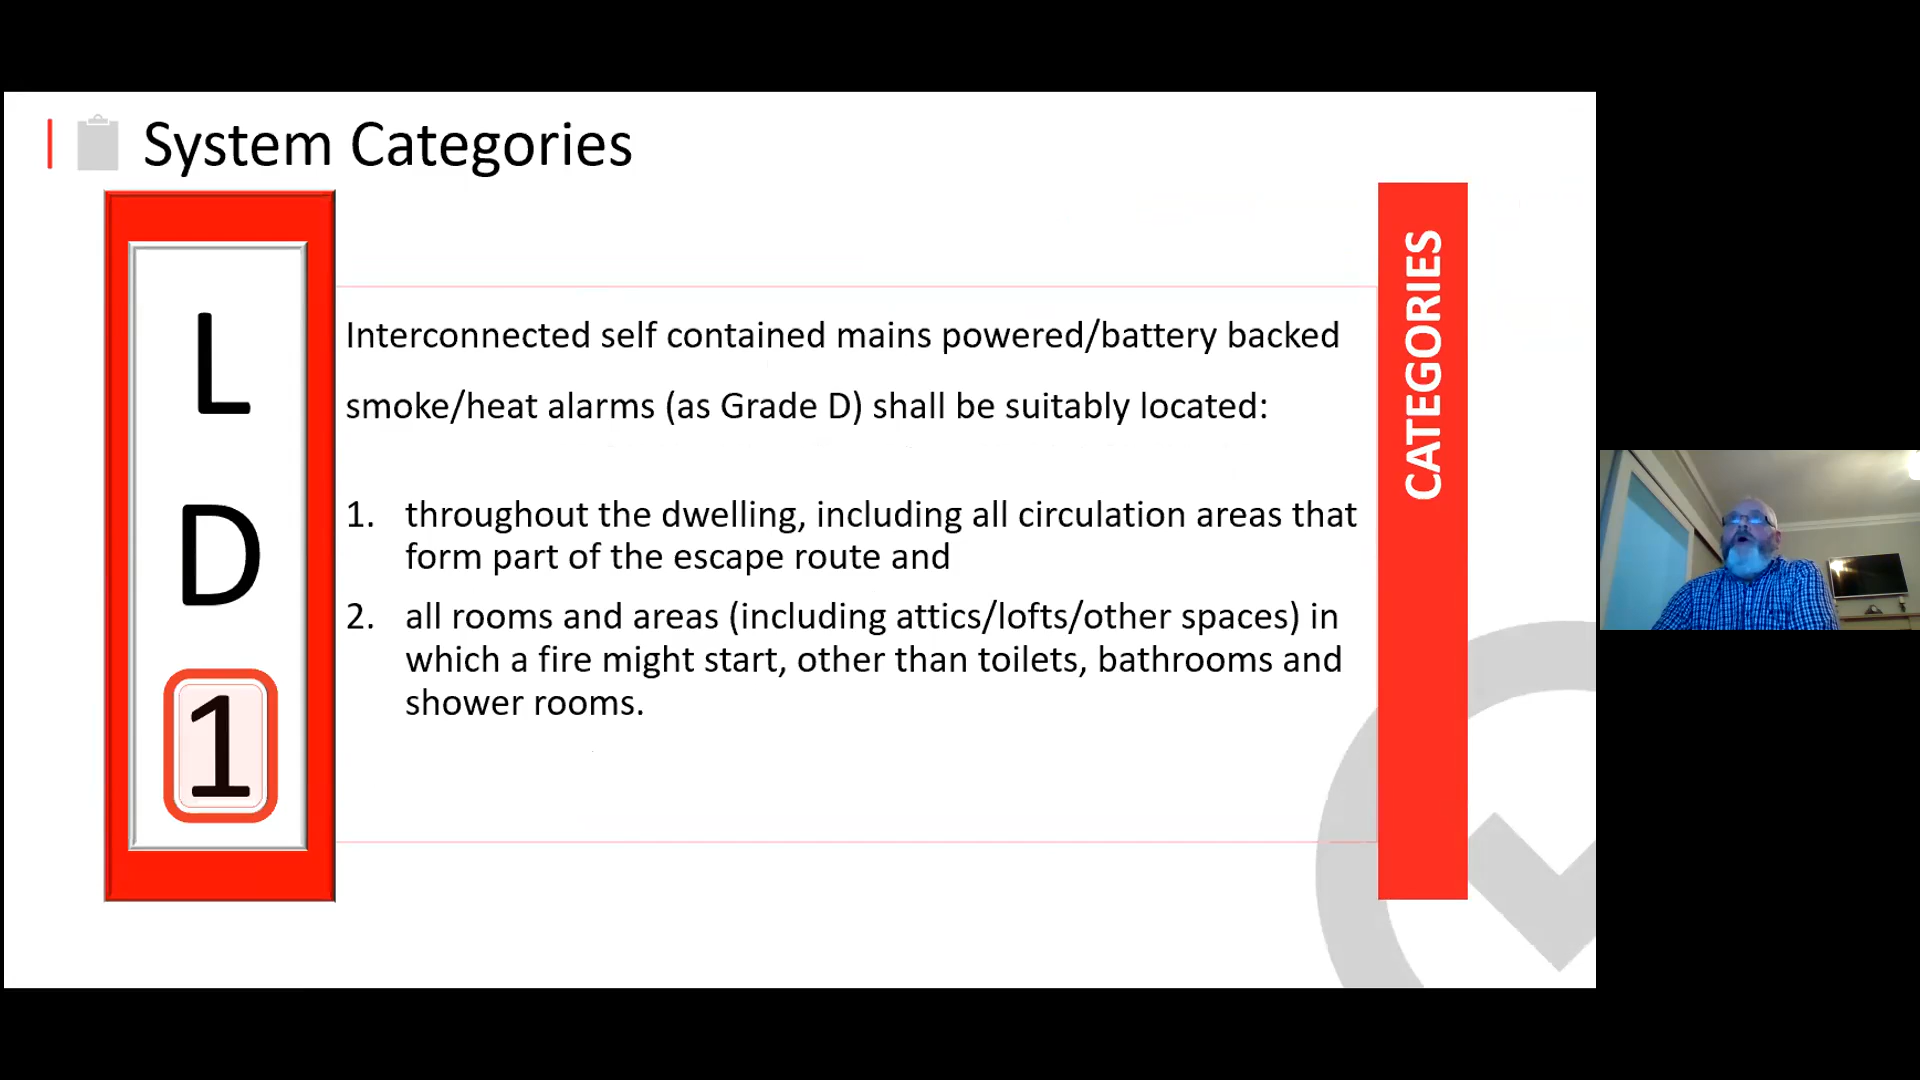 System Categories
L
D
1
Interconnected self contained mains powered/battery backed
smoke/heat alarms (as Grade D) shall be suitably located:
1. throughout the dwelling, including all circulation areas that
form part of the escape route and
2. all rooms and areas (including attics/lofts/other spaces) in
which a fire might start, other than toilets, bathrooms and
shower rooms.
CATEGORIES